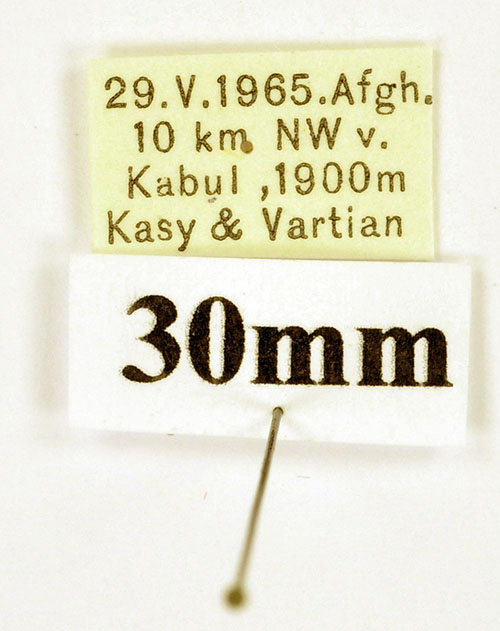 29.V.1965.Afgh.
10 km NW v.
Kabul ,1900m
Kasy & Vartian
30mm